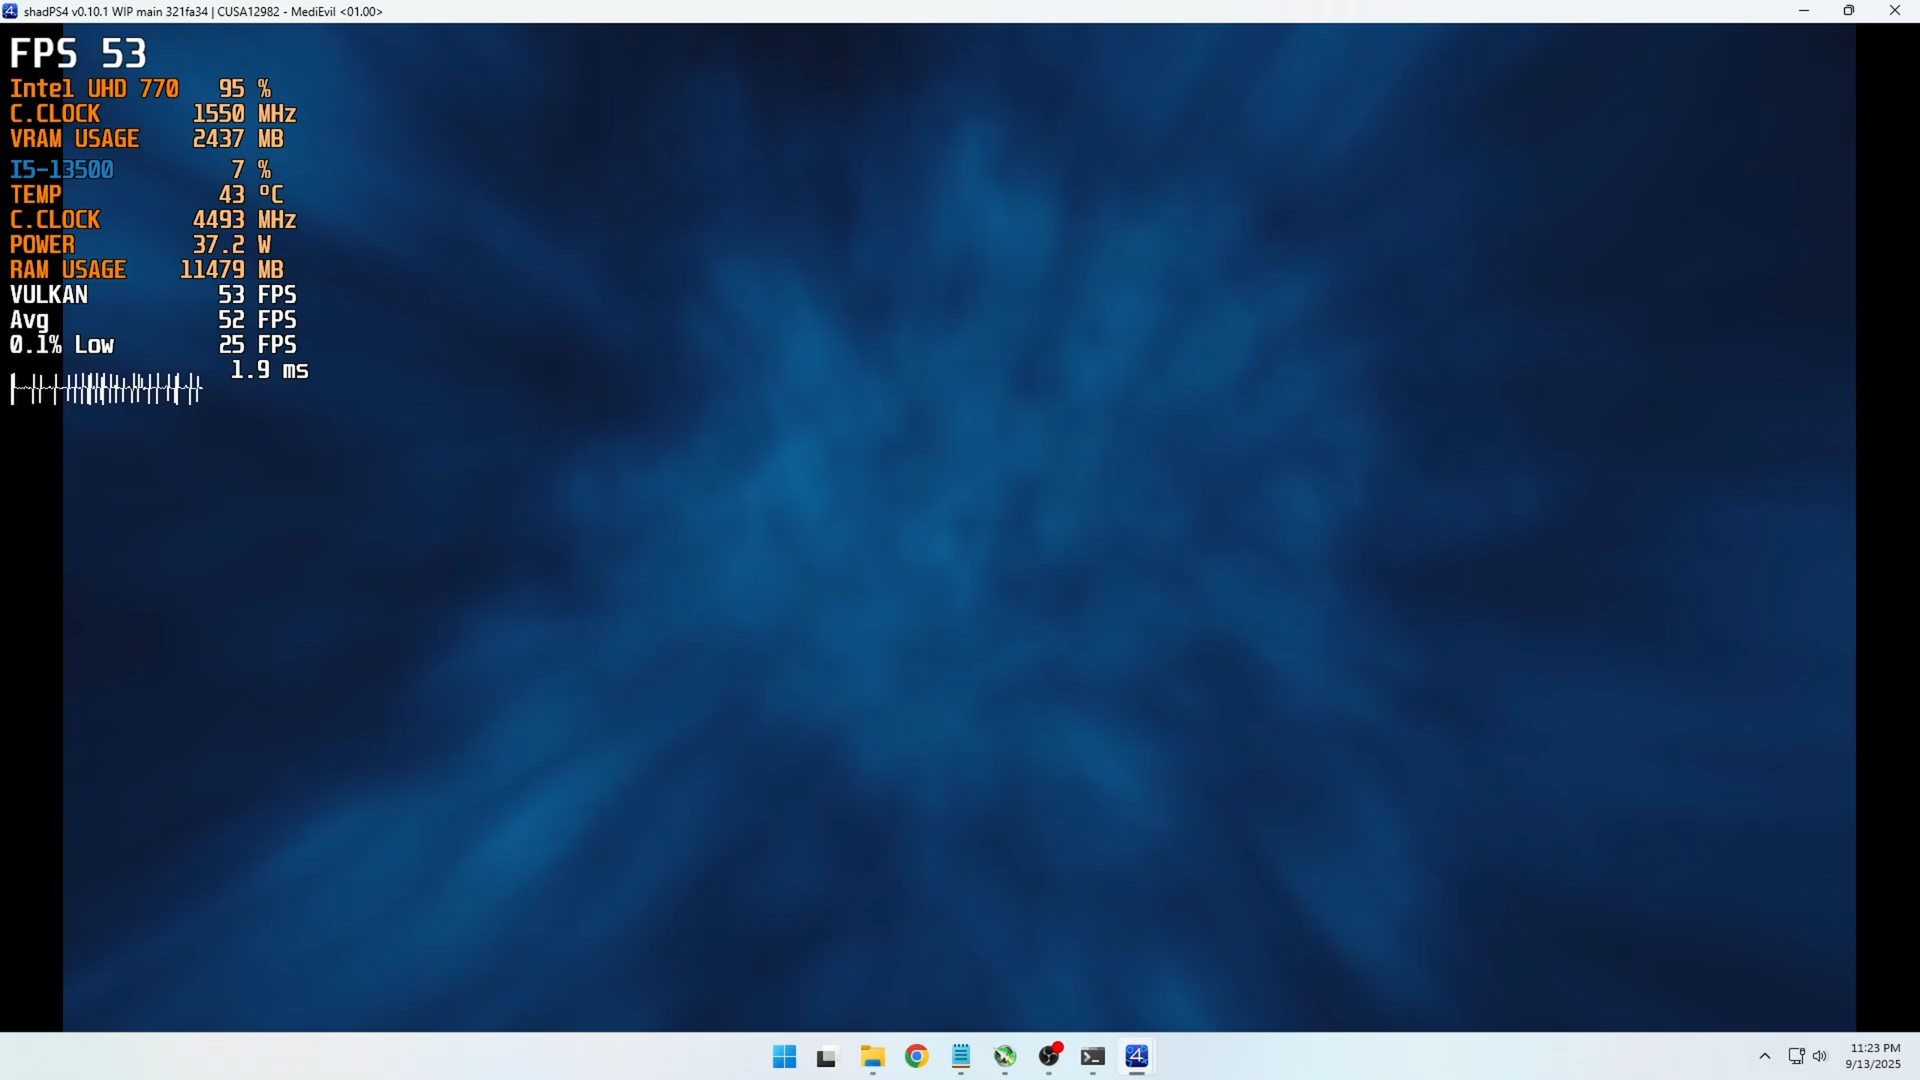 shadPS4 v0.10.1 WIP main 321fa34 | CUSA12982 - MediEvil <01.00>
FPS 53
Intel UHD 770 95 %
C.CLOCK 1550 MHz
VRAM USAGE 2437 MB
I5-13500 7 %
TEMP 43 ºC
C.CLOCK 4493 MHz
POWER 37.2 W
RAM USAGE 11479 MB
VULKAN 53 FPS
Avg 52 FPS
0.1% Low 25 FPS
1.9 ms
4
11:23 PM
9/13/2025